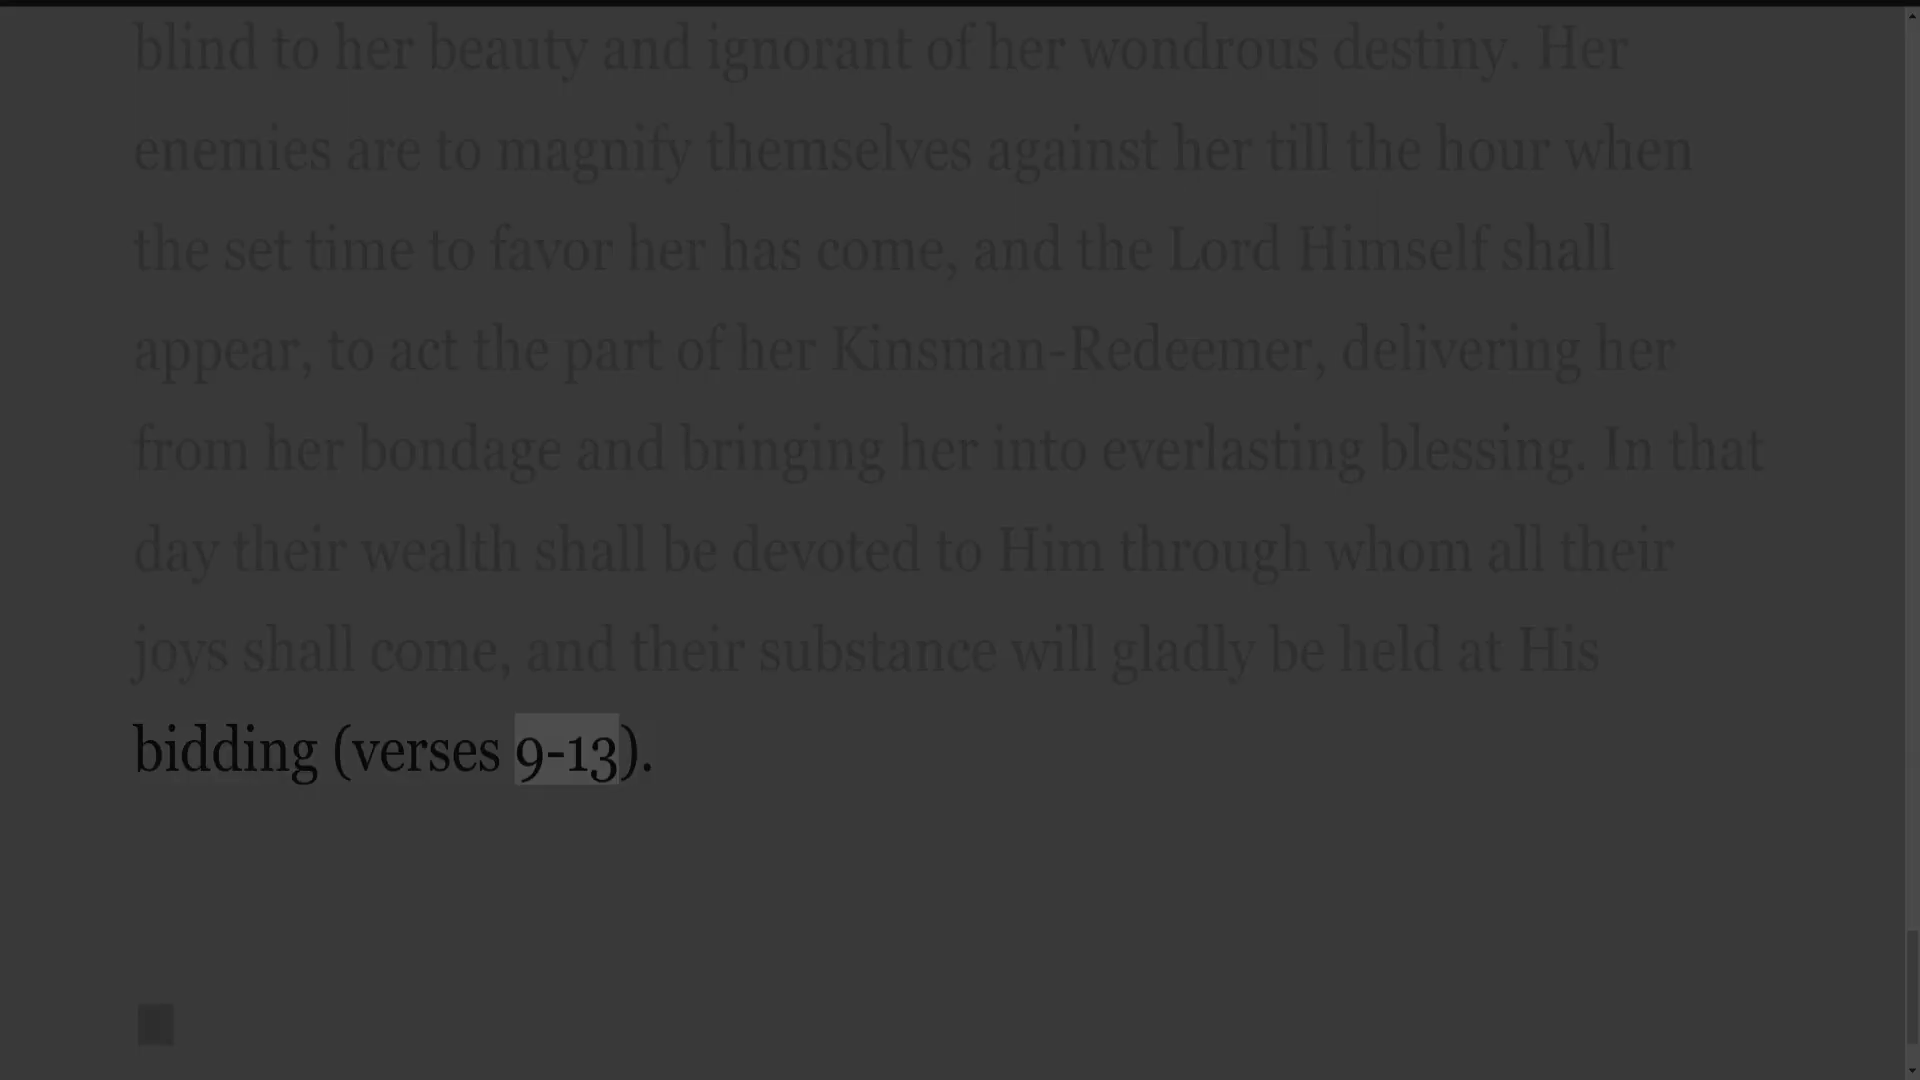 blind to her beauty and ignorant of her wondrous destiny. Her
enemies are to magnify themselves against her till the hour when
the set time to favor her has come, and the Lord Himself shall
appear, to act the part of her Kinsman-Redeemer, delivering her
from her bondage and bringing her into everlasting blessing. In that
day their wealth shall be devoted to Him through whom all their
joys shall come, and their substance will gladly be held at His
bidding (verses 9-13).